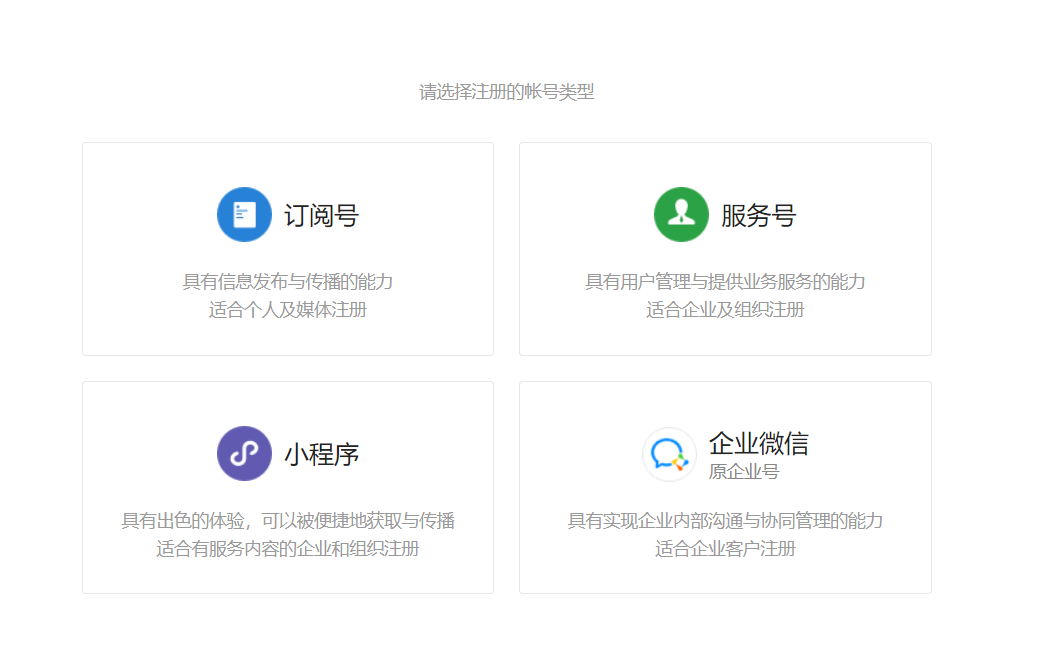 请选择注册的帐号类型
订阅号
具有信息发布与传播的能力
适合个人及媒体注册
服务号
具有用户管理与提供业务服务的能力
适合企业及组织注册
小程序
具有出色的体验，可以被便捷地获取与传播
适合有服务内容的企业和组织注册
企业微信
原企业号
具有实现企业内部沟通与协同管理的能力
适合企业客户注册